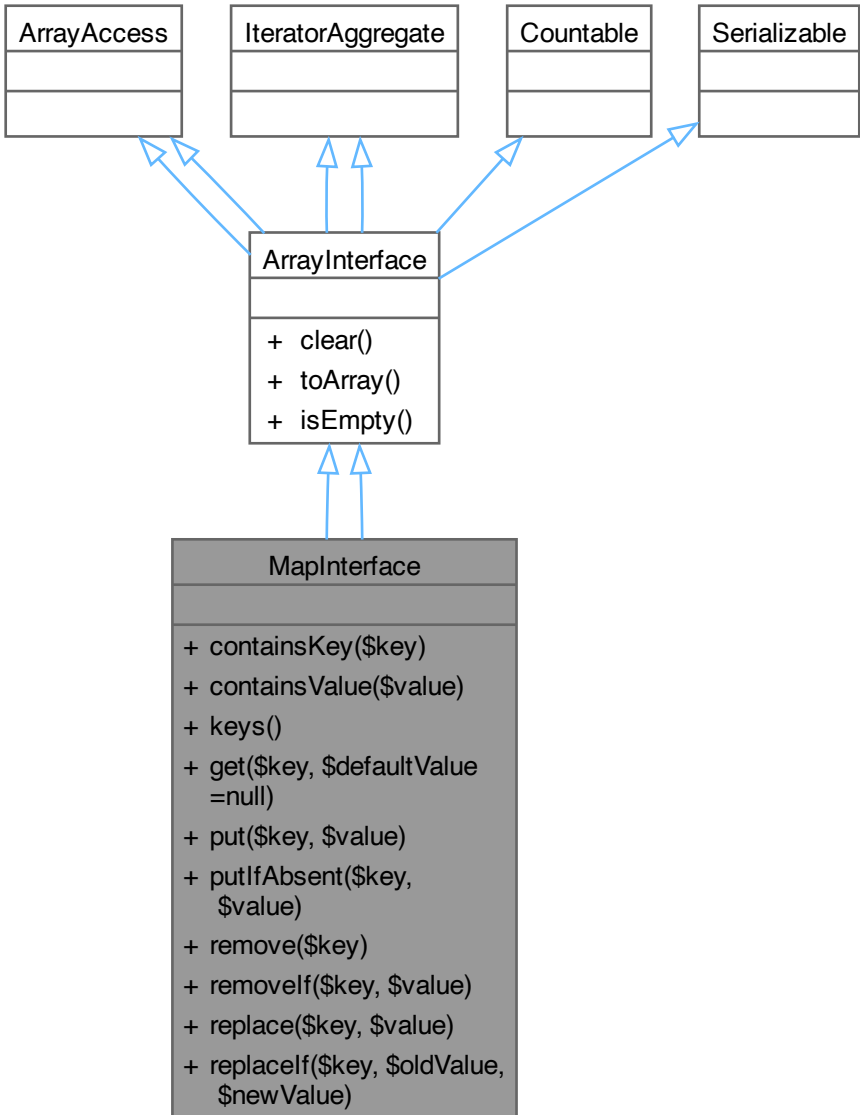 ArrayAccess
IteratorAggregate
Countable
Serializable
ArrayInterface
+ clear()
+ toArray()
+ isEmpty()
MapInterface
+ containsKey($key)
+ containsValue($value)
+ keys()
+ get($key, $defaultValue
=null)
+ put($key, $value)
+ putIfAbsent($key,
$value)
+ remove($key)
+ removeIf($key, $value)
+ replace($key, $value)
+ replaceIf($key, $oldValue,
$newValue)